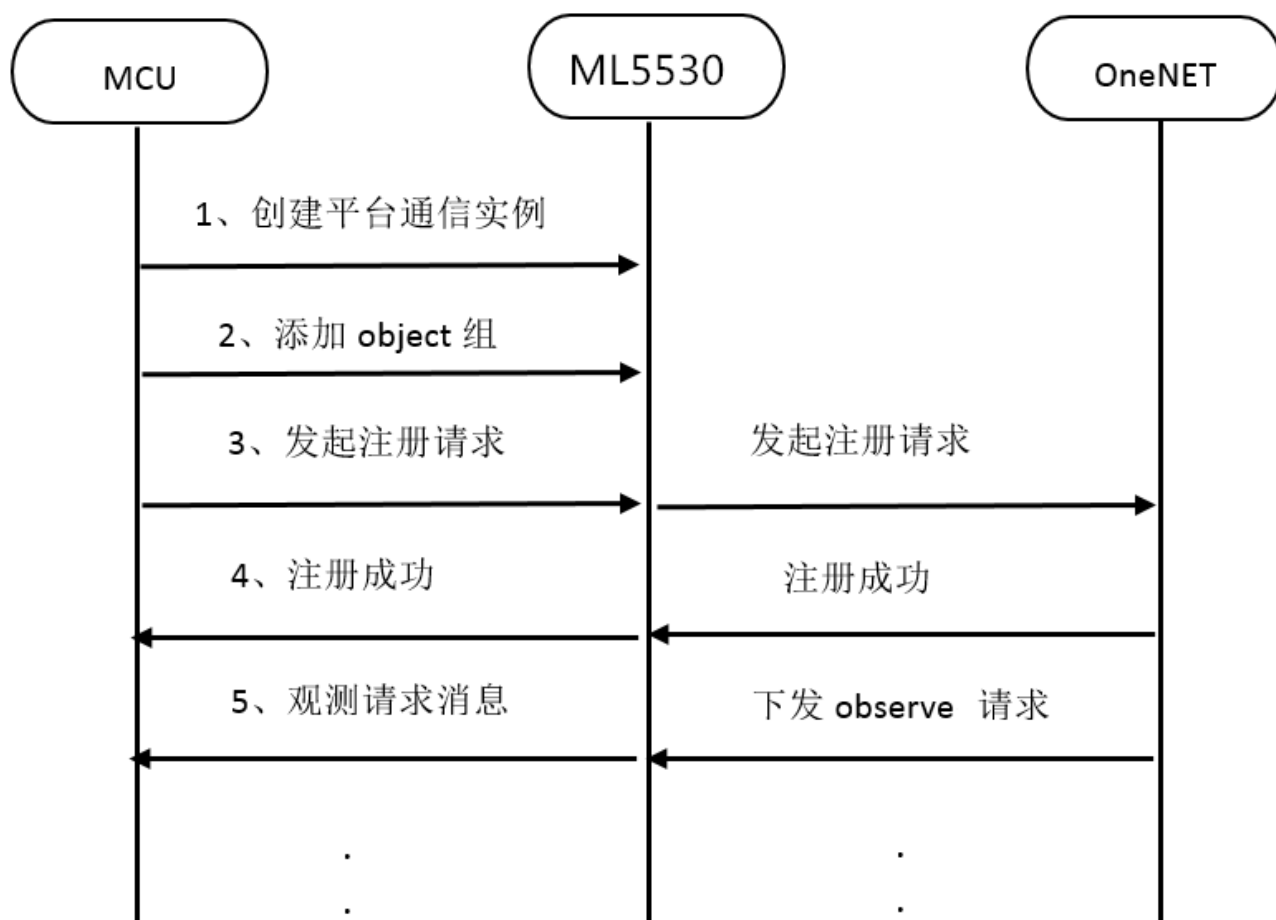 MCU
ML5530
OneNET
1、创建平台通信实例
2、添加 object 组
3、发起注册请求
发起注册请求
4、注册成功
注册成功
5、观测请求消息
下发 observe 请求